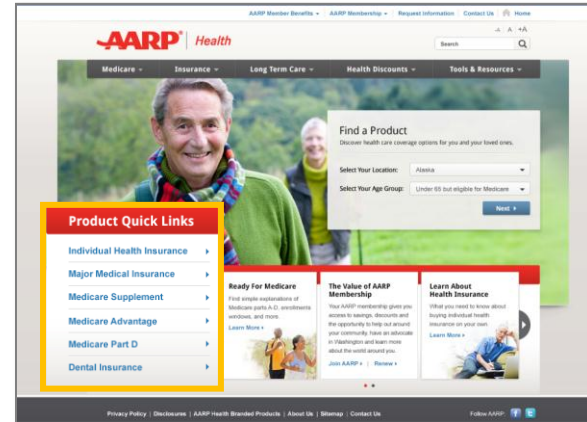 AARP Member Benefits | AARP Membership | Request Information | Contact Us | Home
AARP® | Health
-A A +A
Search
Medicare Insurance Long Term Care Health Discounts Tools & Resources
Find a Product
Discover health care coverage options for you and your loved ones.
Select Your Location: Alaska
Select Your Age Group: Under 65 but eligible for Medicare
Next
Product Quick Links
Individual Health Insurance
Major Medical Insurance
Medicare Supplement
Medicare Advantage
Medicare Part D
Dental Insurance
Ready For Medicare
Find simple explanations of
Medicare parts A-D, enrollments
windows, and more.
Learn More
The Value of AARP
Membership
Your AARP membership gives you
access to savings, discounts and
the opportunity to help out around
your community, have an advocate
in Washington and learn more
about the world around you.
Join AARP | Renew
Learn About
Health Insurance
What you need to know about
buying individual health
insurance on your own.
Learn More
Privacy Policy | Disclosures | AARP Health Branded Products | About Us | Sitemap | Contact Us
Follow AARP: